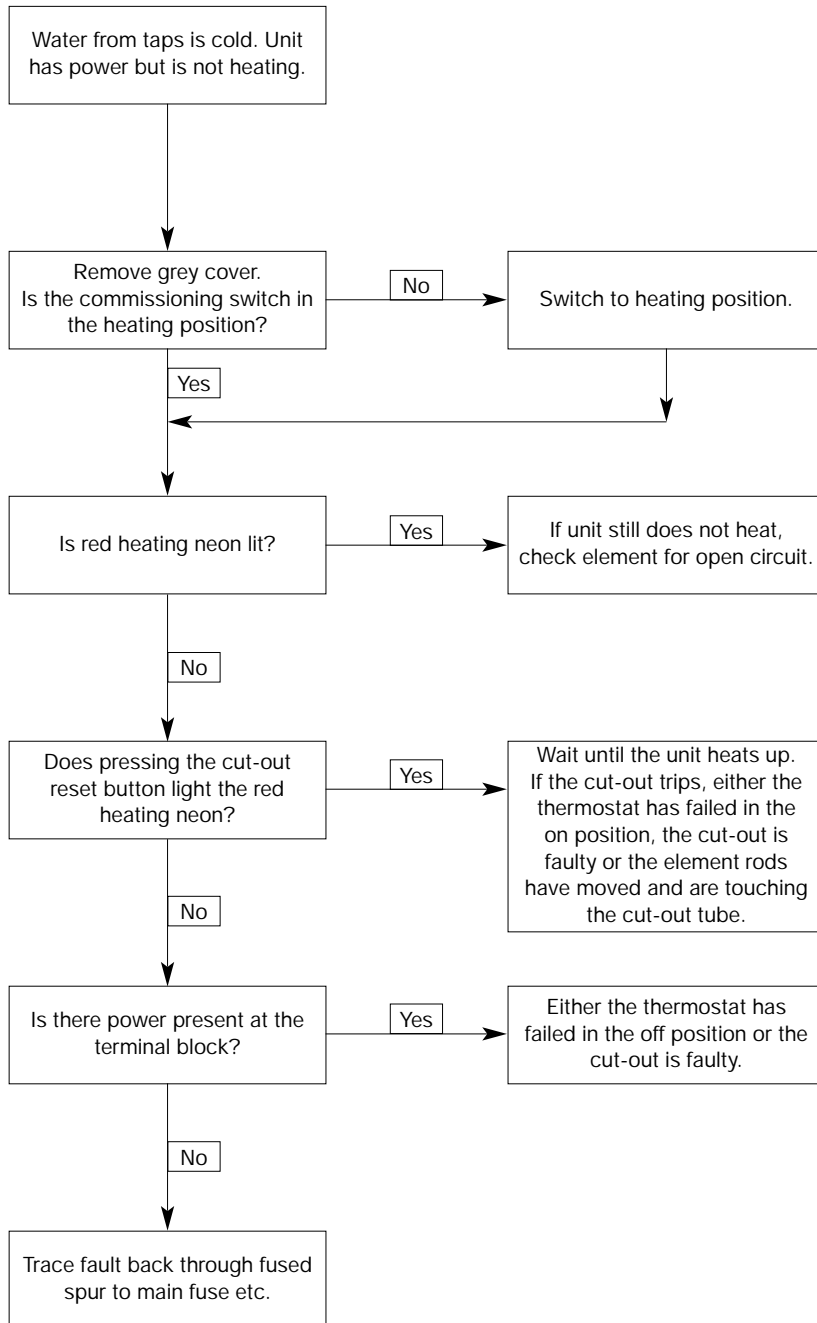 Water from taps is cold. Unit
has power but is not heating.
Remove grey cover.
Is the commissioning switch in
the heating position?
No
Switch to heating position.
Yes
Is red heating neon lit?
Yes
If unit still does not heat,
check element for open circuit.
No
Does pressing the cut-out
reset button light the red
heating neon?
Yes
Wait until the unit heats up.
If the cut-out trips, either the
thermostat has failed in the
on position, the cut-out is
faulty or the element rods
have moved and are touching
the cut-out tube.
No
Is there power present at the
terminal block?
Yes
Either the thermostat has
failed in the off position or the
cut-out is faulty.
No
Trace fault back through fused
spur to main fuse etc.